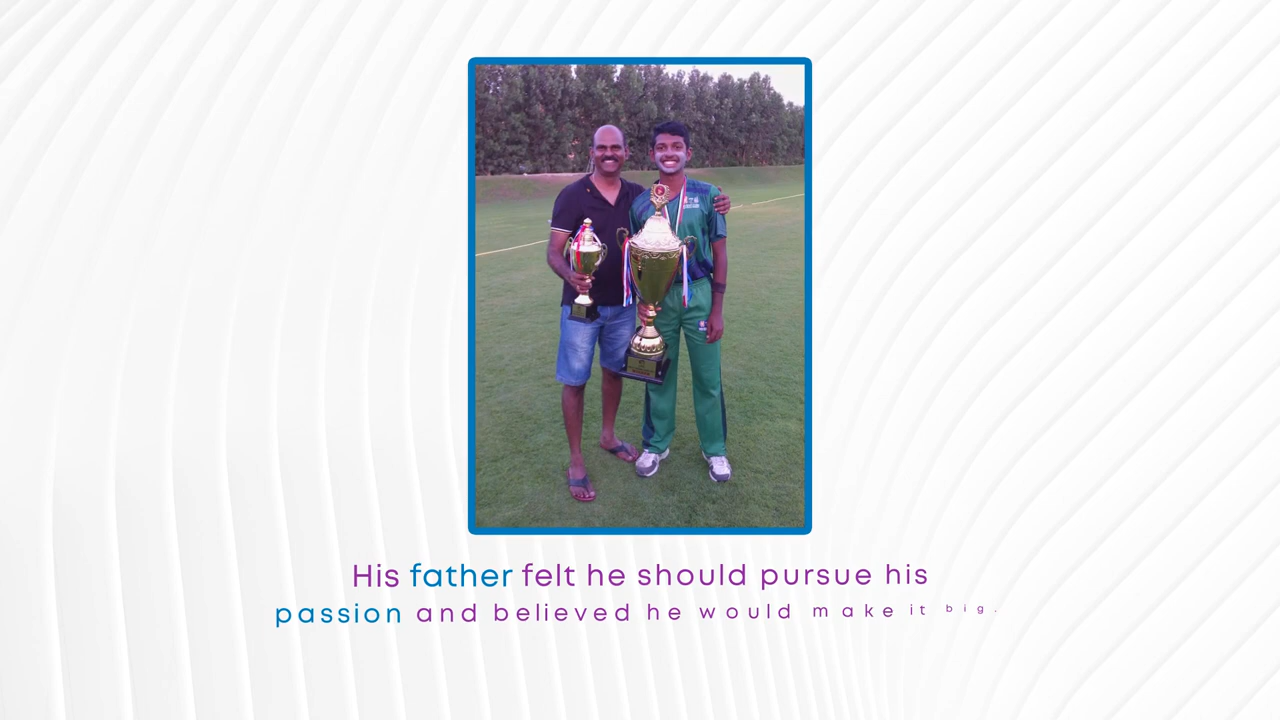 His father felt he should pursue his
passion and believed he would make it big.